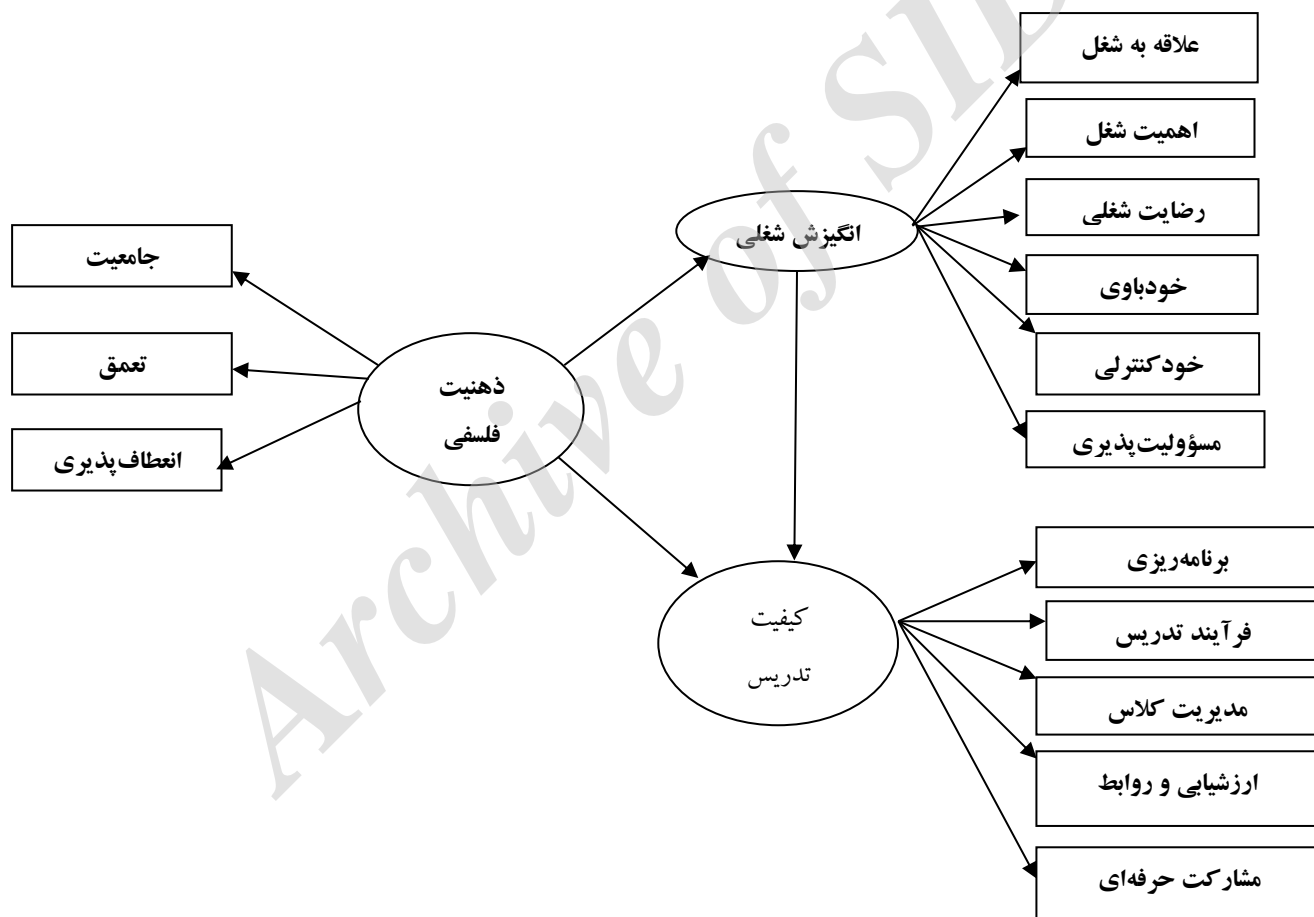 علاقه به شغل
اهمیت شغل
رضایت شغلی
خودباوی
خودکنترلی
مسؤولیت‌پذیری
انگیزش شغلی
جامعیت
تعمق
انعطاف‌پذیری
ذهنیت
فلسفی
کیفیت
تدریس
برنامه‌ریزی
فرآیند تدریس
مدیریت کلاس
ارزشیابی و روابط
مشارکت حرفه‌ای
Archive of SID